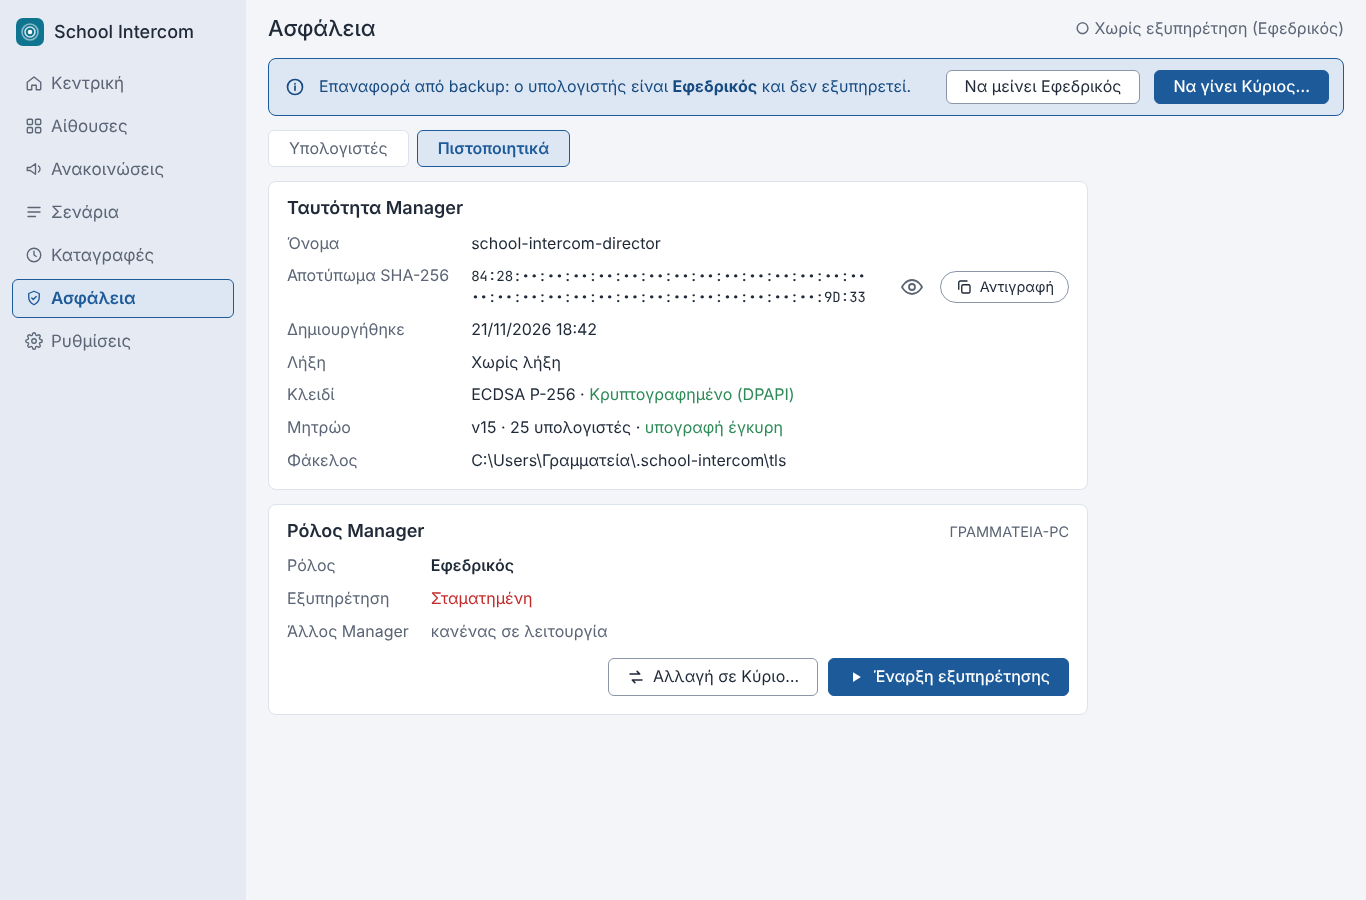 School Intercom
Κεντρική
Αίθουσες
Ανακοινώσεις
Σενάρια
Καταγραφές
Ασφάλεια
Ρυθμίσεις
Ασφάλεια
Χωρίς εξυπηρέτηση (Εφεδρικός)
Επαναφορά από backup: ο υπολογιστής είναι Εφεδρικός και δεν εξυπηρετεί.
Να μείνει Εφεδρικός
Να γίνει Κύριος…
Υπολογιστές
Πιστοποιητικά
Ταυτότητα Manager
Όνομα school-intercom-director
Αποτύπωμα SHA-256 84:28:••:••:••:••:••:••:••:••:••:••:••:••:••:••
••:••:••:••:••:••:••:••:••:••:••:••:••:••:9D:33
Αντιγραφή
Δημιουργήθηκε 21/11/2026 18:42
Λήξη Χωρίς λήξη
Κλειδί ECDSA P-256 · Κρυπτογραφημένο (DPAPI)
Μητρώο v15 · 25 υπολογιστές · υπογραφή έγκυρη
Φάκελος C:\Users\Γραμματεία\.school-intercom\tls
Ρόλος Manager ΓΡΑΜΜΑΤΕΙΑ-PC
Ρόλος Εφεδρικός
Εξυπηρέτηση Σταματημένη
Άλλος Manager κανένας σε λειτουργία
Αλλαγή σε Κύριο…
Έναρξη εξυπηρέτησης